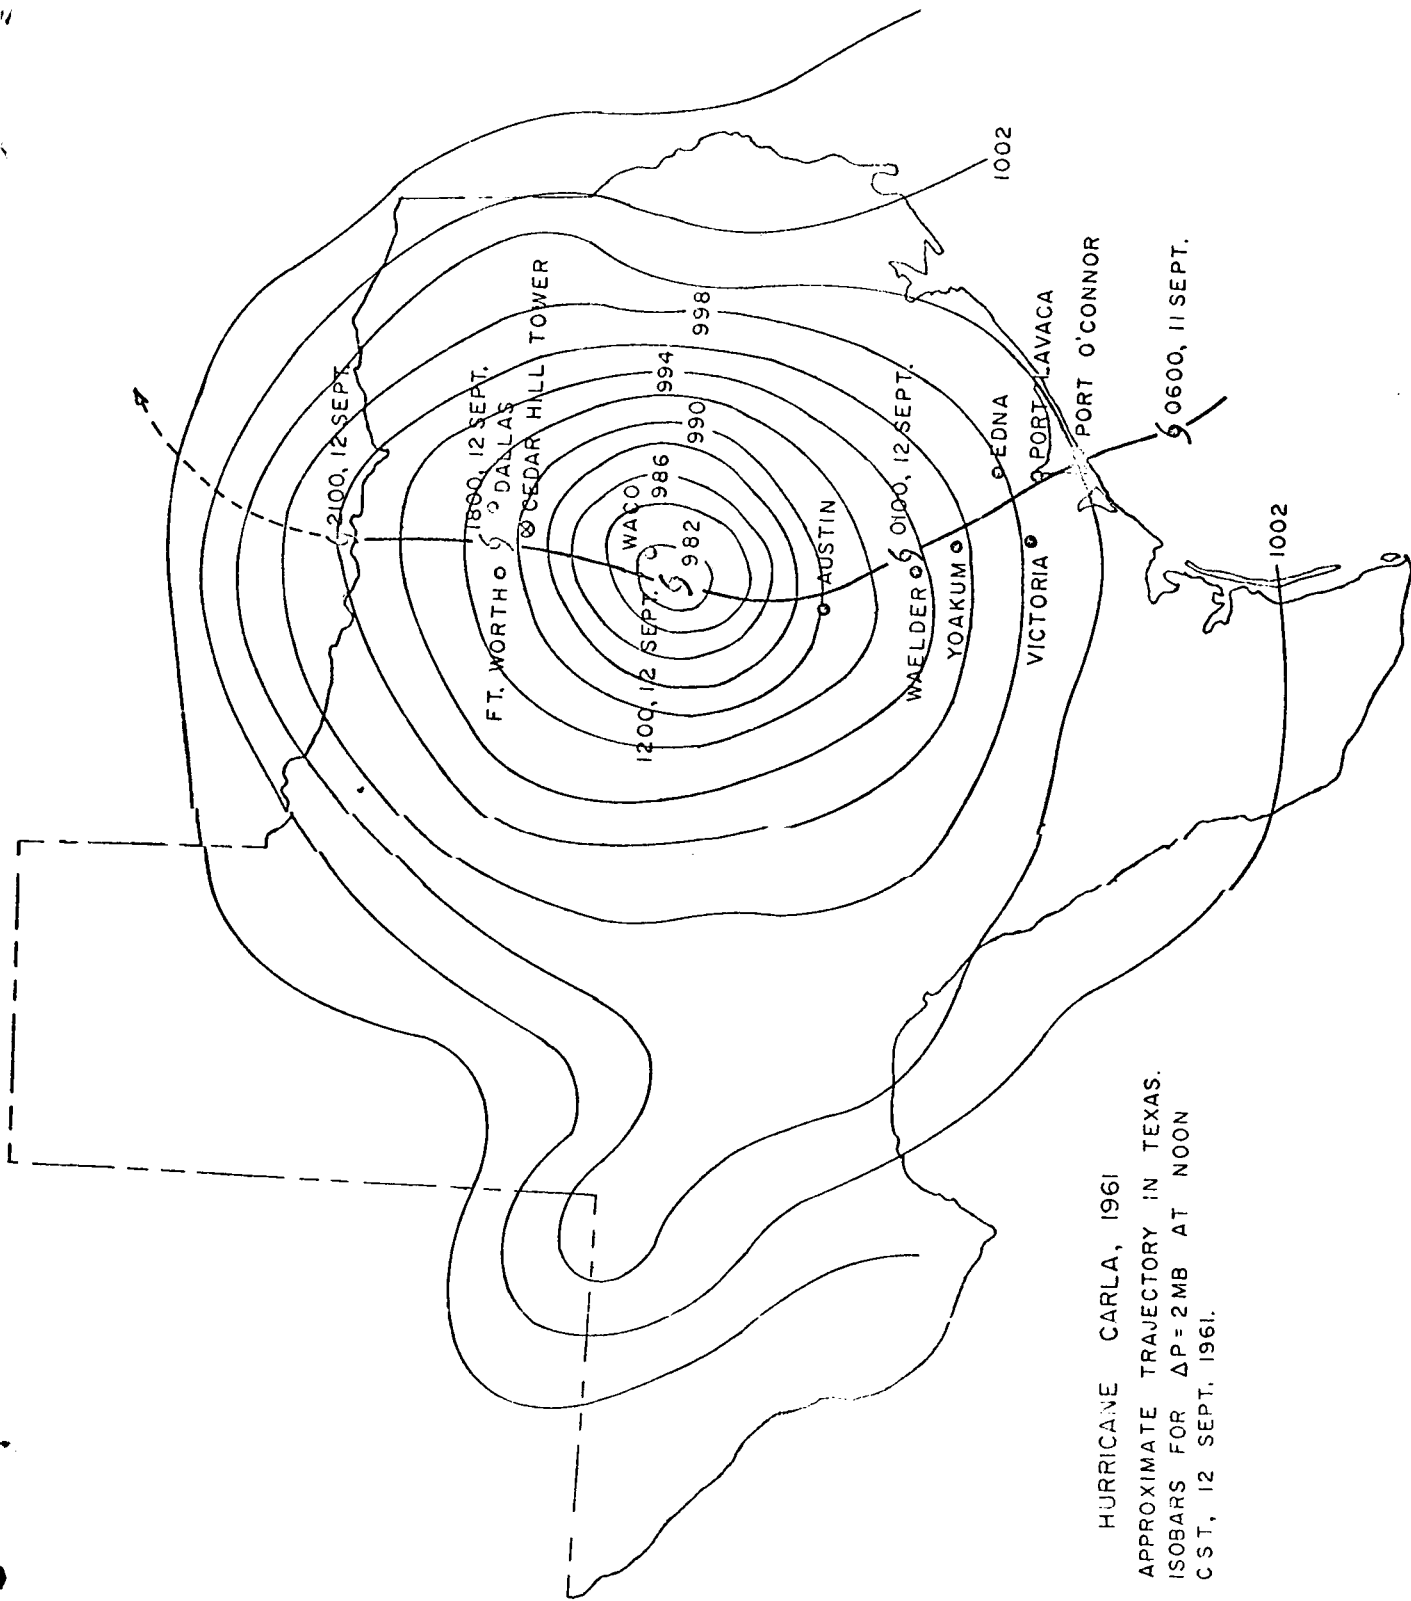 HURRICANE CARLA, 1961
APPROXIMATE TRAJECTORY IN TEXAS.
ISOBARS FOR ΔP = 2MB AT NOON
CST, 12 SEPT. 1961.
2100, 12 SEPT.
1800, 12 SEPT.
DALLAS
CEDAR HILL TOWER
FT. WORTH
WACO
1200, 12 SEPT.
982
986
990
994
998
1002
AUSTIN
0100, 12 SEPT.
WAELDER
YOAKUM
EDNA
VICTORIA
PORT LAVACA
PORT O'CONNOR
0600, 11 SEPT.
1002